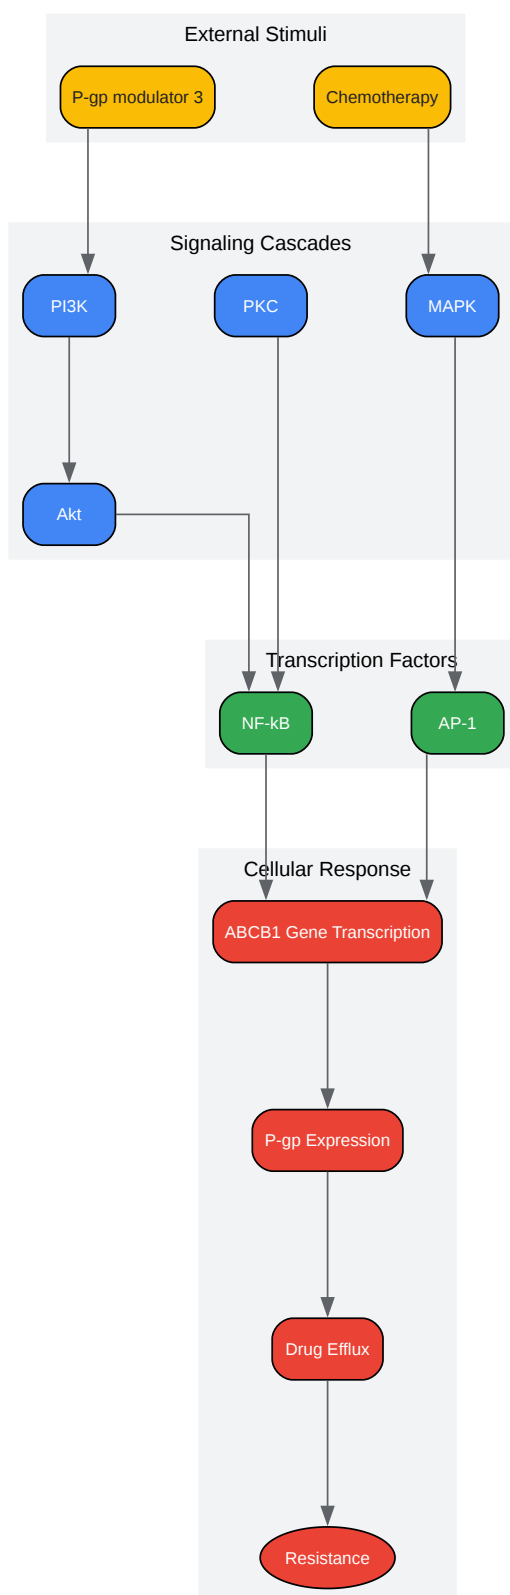 External Stimuli
P-gp modulator 3
Chemotherapy
Signaling Cascades
PI3K
PKC
MAPK
Akt
Transcription Factors
NF-kB
AP-1
Cellular Response
ABCB1 Gene Transcription
P-gp Expression
Drug Efflux
Resistance